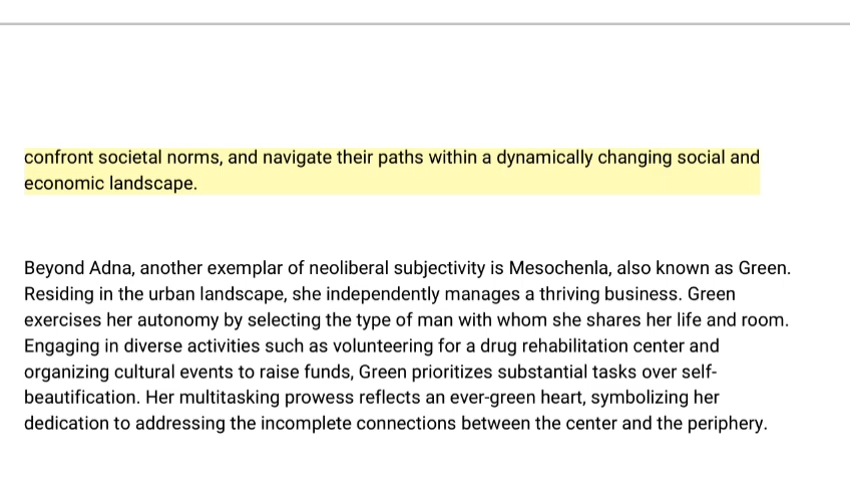 confront societal norms, and navigate their paths within a dynamically changing social and
economic landscape.
Beyond Adna, another exemplar of neoliberal subjectivity is Mesochenla, also known as Green.
Residing in the urban landscape, she independently manages a thriving business. Green
exercises her autonomy by selecting the type of man with whom she shares her life and room.
Engaging in diverse activities such as volunteering for a drug rehabilitation center and
organizing cultural events to raise funds, Green prioritizes substantial tasks over self-
beautification. Her multitasking prowess reflects an ever-green heart, symbolizing her
dedication to addressing the incomplete connections between the center and the periphery.